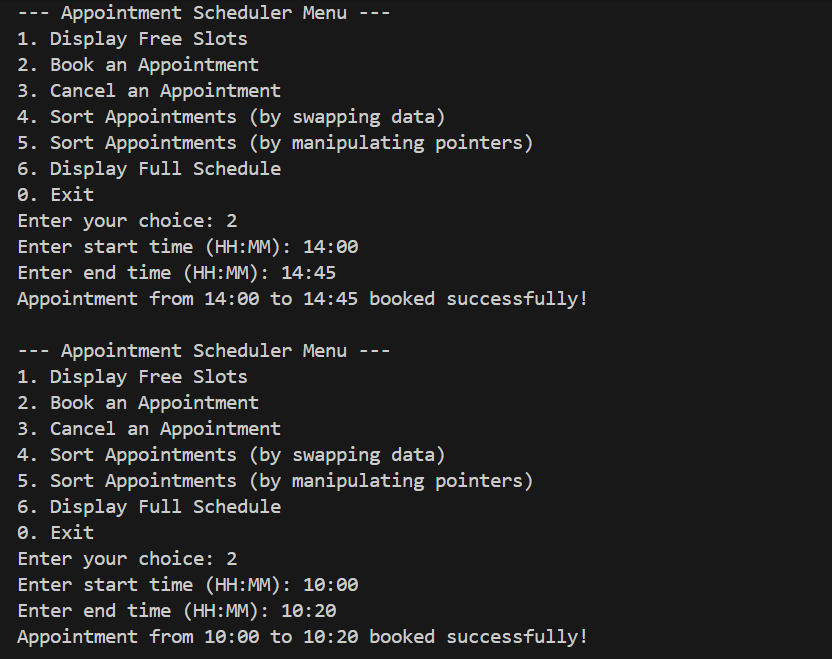 --- Appointment Scheduler Menu ---
1. Display Free Slots
2. Book an Appointment
3. Cancel an Appointment
4. Sort Appointments (by swapping data)
5. Sort Appointments (by manipulating pointers)
6. Display Full Schedule
0. Exit
Enter your choice: 2
Enter start time (HH:MM): 14:00
Enter end time (HH:MM): 14:45
Appointment from 14:00 to 14:45 booked successfully!
--- Appointment Scheduler Menu ---
1. Display Free Slots
2. Book an Appointment
3. Cancel an Appointment
4. Sort Appointments (by swapping data)
5. Sort Appointments (by manipulating pointers)
6. Display Full Schedule
0. Exit
Enter your choice: 2
Enter start time (HH:MM): 10:00
Enter end time (HH:MM): 10:20
Appointment from 10:00 to 10:20 booked successfully!